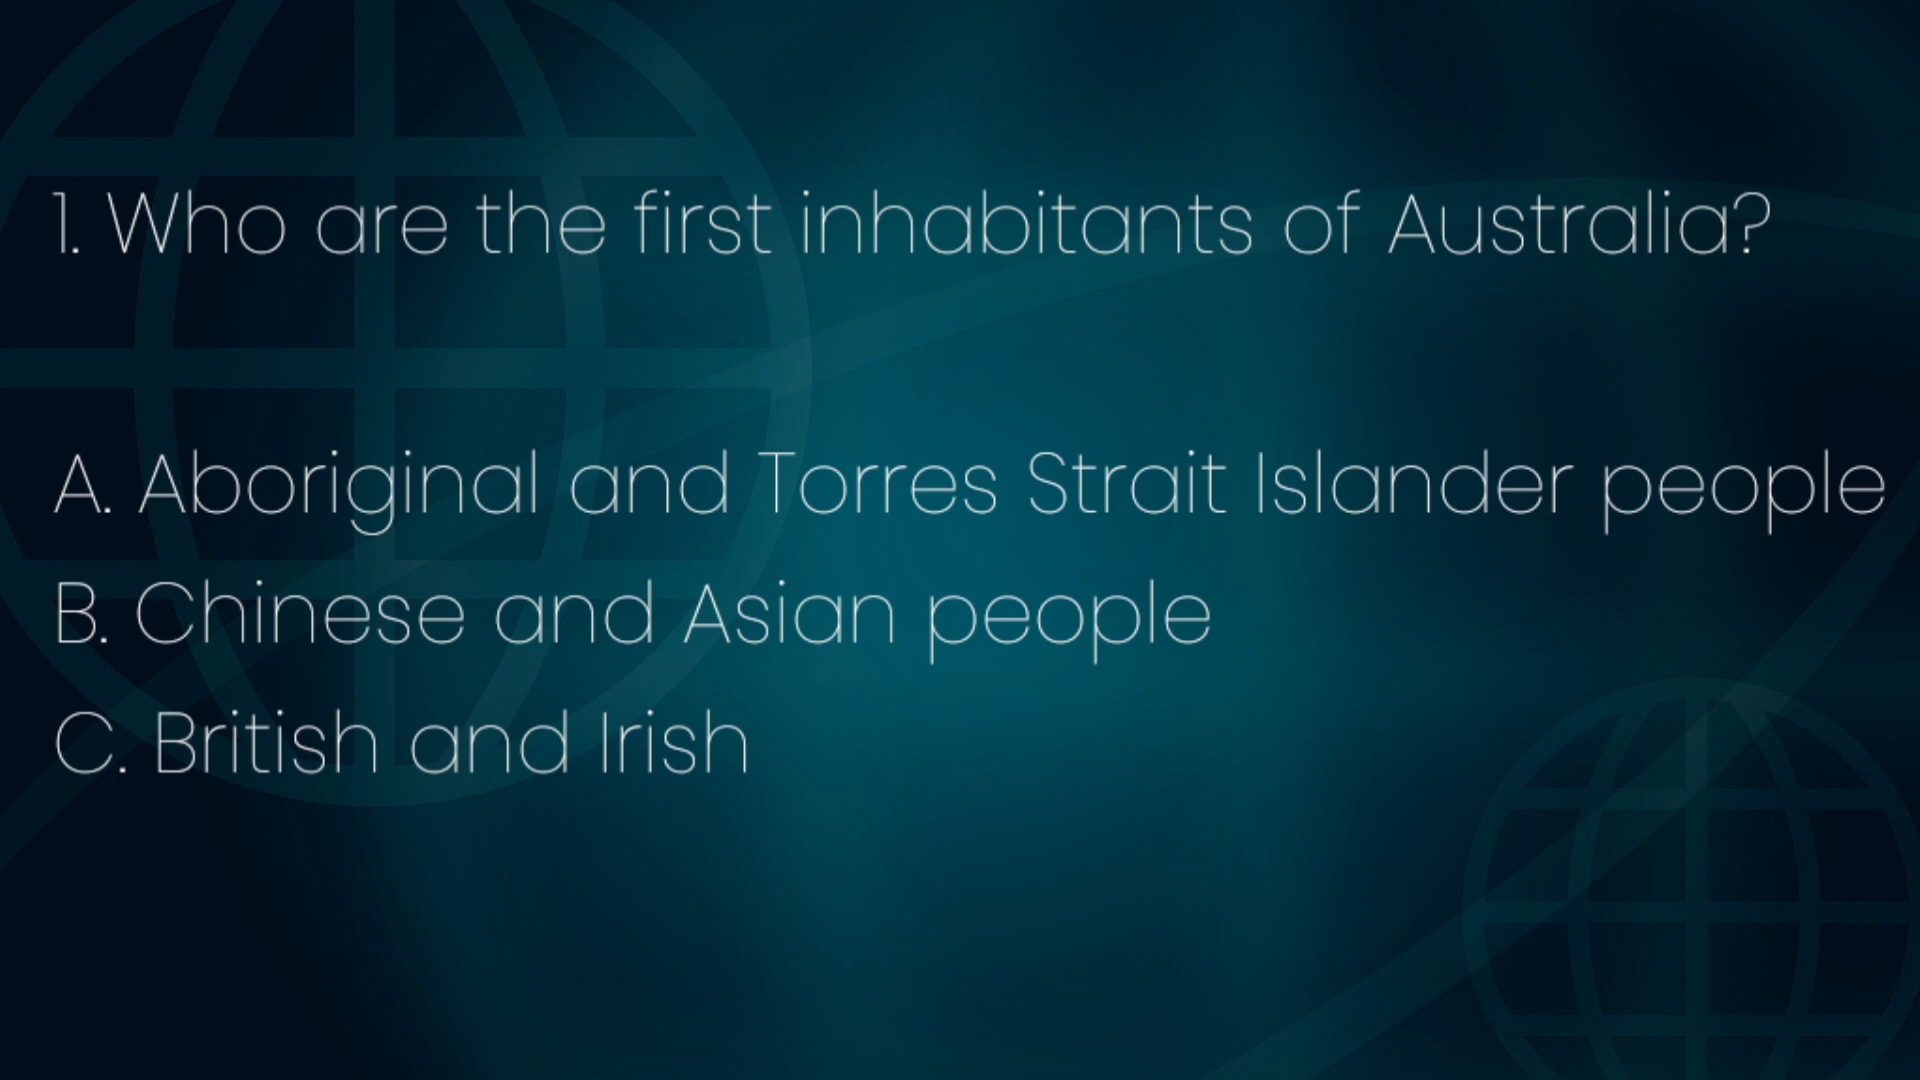 1. Who are the first inhabitants of Australia?
A. Aboriginal and Torres Strait Islander people
B. Chinese and Asian people
C. British and Irish